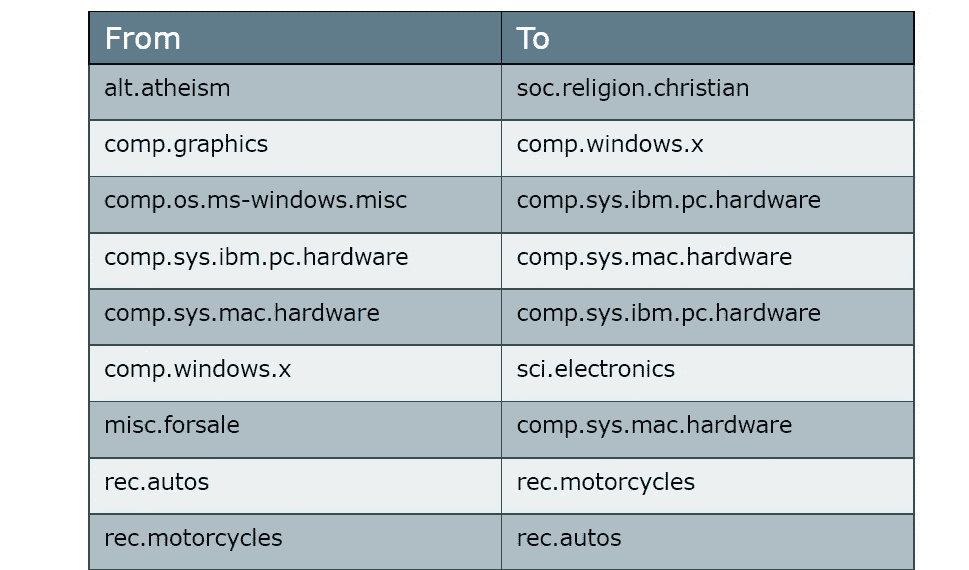 From To
alt.atheism soc.religion.christian
comp.graphics comp.windows.x
comp.os.ms-windows.misc comp.sys.ibm.pc.hardware
comp.sys.ibm.pc.hardware comp.sys.mac.hardware
comp.sys.mac.hardware comp.sys.ibm.pc.hardware
comp.windows.x sci.electronics
misc.forsale comp.sys.mac.hardware
rec.autos rec.motorcycles
rec.motorcycles rec.autos